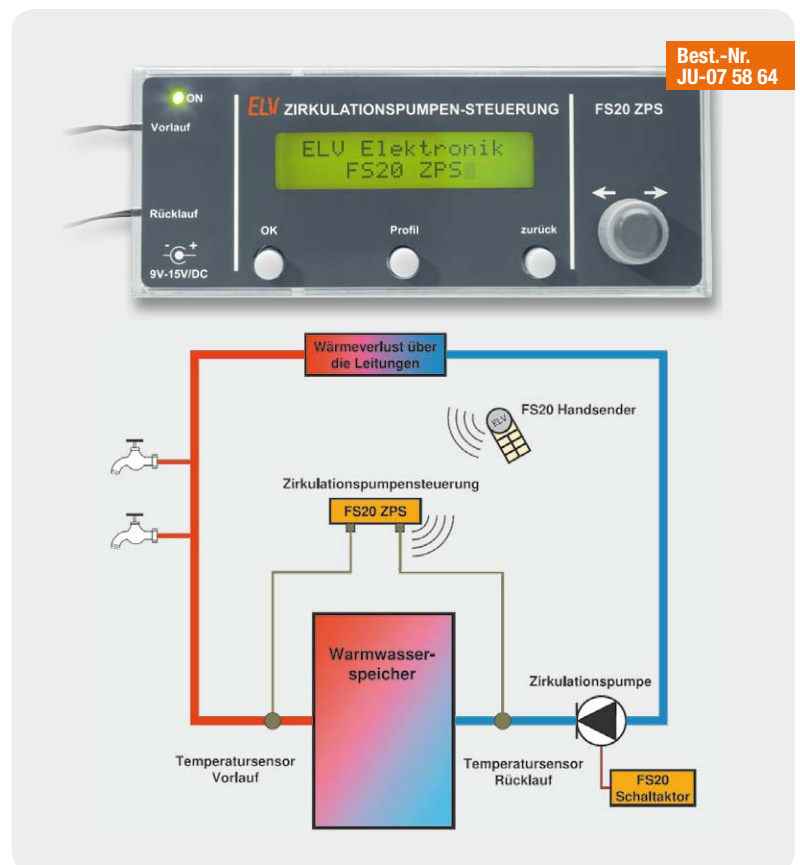 Best.-Nr.
JU-07 58 64
ON
ELV ZIRKULATIONSPUMPEN-STEUERUNG
FS20 ZPS
Vorlauf
ELV Elektronik
FS20 ZPS
Rücklauf
OK
Profil
zurück
- +
9V-15V/DC
Wärmeverlust über
die Leitungen
ELV
FS20 Handsender
Zirkulationspumpensteuerung
FS20 ZPS
Warmwasser-
speicher
Zirkulationspumpe
Temperatursensor
Vorlauf
Temperatursensor
Rücklauf
FS20
Schaltaktor